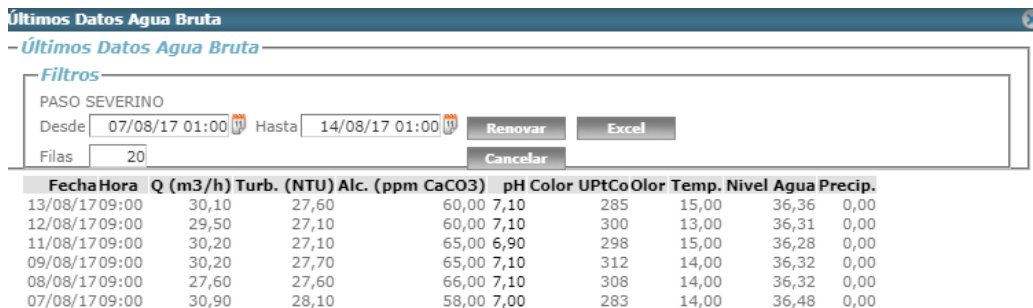 Últimos Datos Agua Bruta
Últimos Datos Agua Bruta
Filtros
PASO SEVERINO
Desde 07/08/17 01:00 Hasta 14/08/17 01:00 Renovar Excel
Filas 20 Cancelar
Fecha Hora Q (m3/h) Turb. (NTU) Alc. (ppm CaCO3) pH Color UPtCo Olor Temp. Nivel Agua Precip.
13/08/17 09:00 30,10 27,60 60,00 7,10 285 15,00 36,36 0,00
12/08/17 09:00 29,50 27,10 60,00 7,10 300 13,00 36,31 0,00
11/08/17 09:00 30,20 27,10 65,00 6,90 298 15,00 36,28 0,00
09/08/17 09:00 30,20 27,70 65,00 7,10 312 14,00 36,32 0,00
08/08/17 09:00 27,60 27,60 66,00 7,10 308 14,00 36,32 0,00
07/08/17 09:00 30,90 28,10 58,00 7,00 283 14,00 36,48 0,00